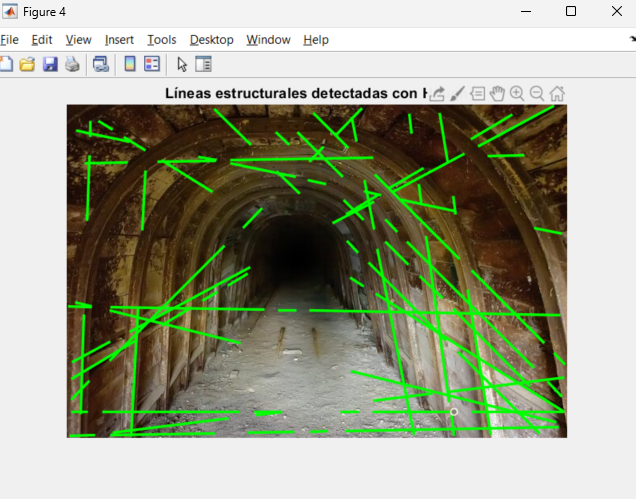 Figure 4
File Edit View Insert Tools Desktop Window Help
Líneas estructurales detectadas con